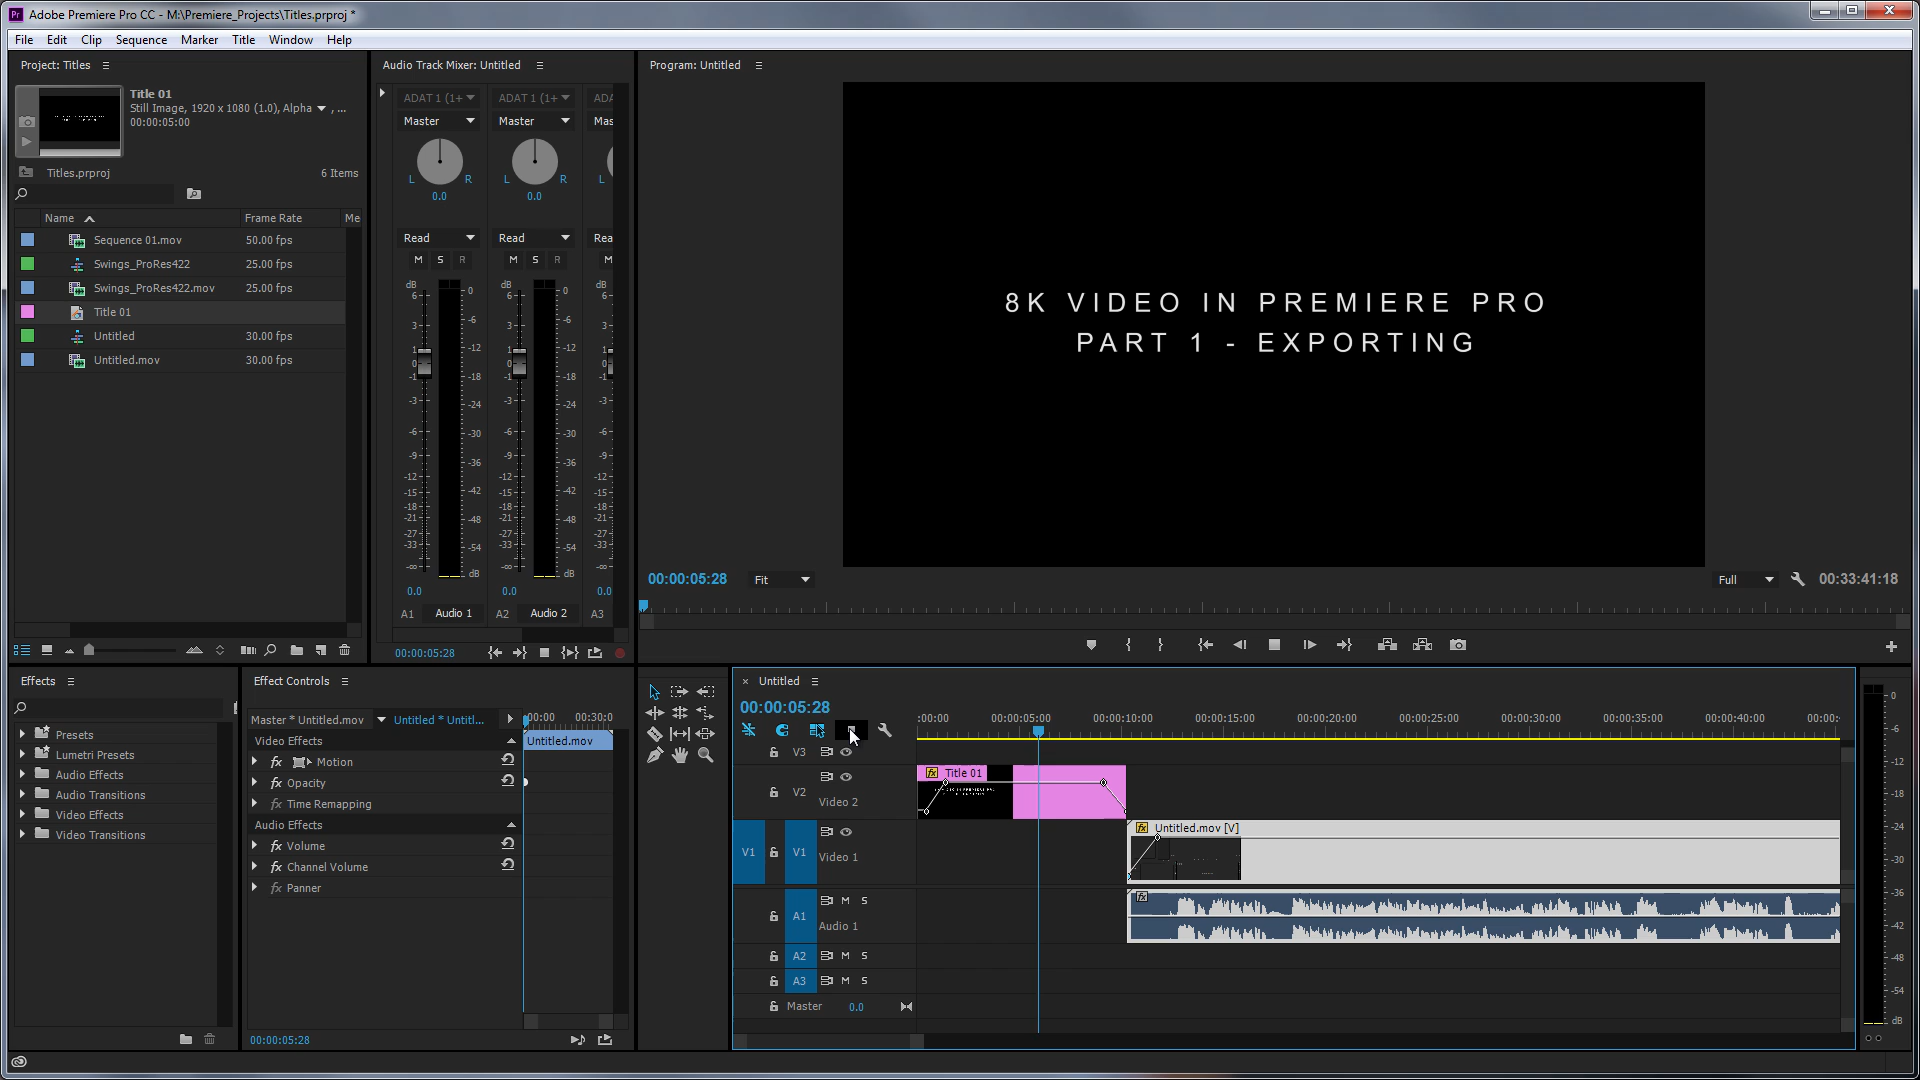 Adobe Premiere Pro CC - M:\Premiere_Projects\Titles.prproj *
File Edit Clip Sequence Marker Title Window Help
Project: Titles
Title 01
Still Image, 1920 x 1080 (1.0), Alpha , ...
00:00:05:00
Titles.prproj 6 Items
Name Frame Rate Me
Sequence 01.mov 50.00 fps
Swings_ProRes422 25.00 fps
Swings_ProRes422.mov 25.00 fps
Title 01
Untitled 30.00 fps
Untitled.mov 30.00 fps
Audio Track Mixer: Untitled
ADAT 1 (1+ ADAT 1 (1+ ADA
Master Master Mas
L R L R L
0.0 0.0
Read Read Rea
M S R M S R M
dB 0 dB 0 dB
6 6 6
-6 -6
3 3 3
-12 -12
1 1 1
0 0 0
-1 -1 -1
-18 -18
-3 -3 -3
-24 -24
-6 -6 -6
-30 -30
-9 -9 -9
-36 -36
-12 -12 -12
-15 -42 -15 -42 -15
-18 -18 -18
-21 -48 -21 -48 -21
-27 -27 -27
-33 -54 -33 -54 -33
-∞ dB -∞ dB -∞
0.0 0.0 0.0
A1 Audio 1 A2 Audio 2 A3
00:00:05:28
Program: Untitled
8K VIDEO IN PREMIERE PRO
PART 1 - EXPORTING
00:00:05:28 Fit Full 00:33:41:18
Effects
Presets
Lumetri Presets
Audio Effects
Audio Transitions
Video Effects
Video Transitions
Effect Controls
Master * Untitled.mov Untitled * Untitl... :00:00 00:30:0
Video Effects Untitled.mov
fx Motion
fx Opacity
fx Time Remapping
Audio Effects
fx Volume
fx Channel Volume
fx Panner
00:00:05:28
× Untitled
00:00:05:28
:00:00 00:00:05:00 00:00:10:00 00:00:15:00 00:00:20:00 00:00:25:00 00:00:30:00 00:00:35:00 00:00:40:00 00:00:
V3
fx Title 01
V2 Video 2
fx Untitled.mov [V]
V1 V1 Video 1
M S fx
A1 Audio 1
A2 M S
A3 M S
Master 0.0
0
-6
-12
-18
-24
-30
-36
-42
-48
-54
dB